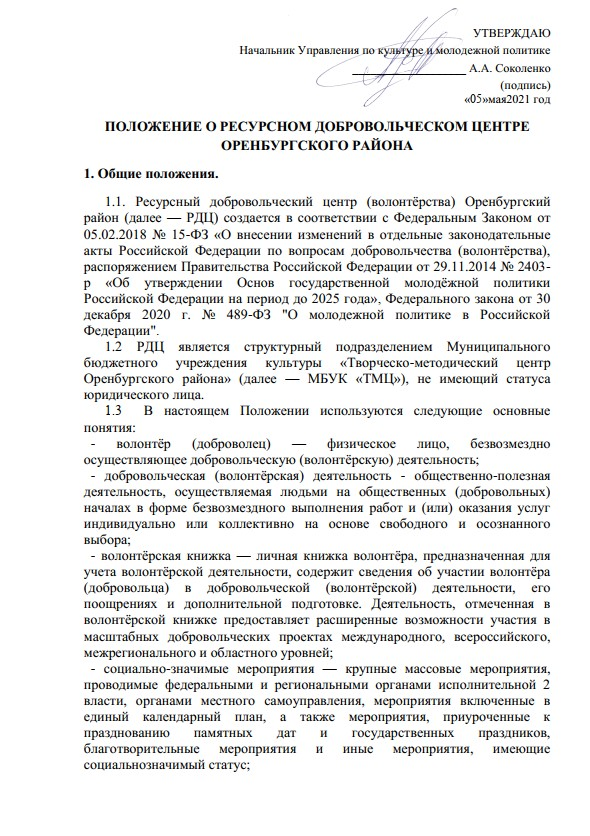 УТВЕРЖДАЮ
Начальник Управления по культуре и молодежной политике
____________________ А.А. Соколенко
(подпись)
«05»мая2021 год
ПОЛОЖЕНИЕ О РЕСУРСНОМ ДОБРОВОЛЬЧЕСКОМ ЦЕНТРЕ
ОРЕНБУРГСКОГО РАЙОНА
1. Общие положения.
1.1. Ресурсный добровольческий центр (волонтёрства) Оренбургский
район (далее — РДЦ) создается в соответствии с Федеральным Законом от
05.02.2018 № 15-ФЗ «О внесении изменений в отдельные законодательные
акты Российской Федерации по вопросам добровольчества (волонтёрства),
распоряжением Правительства Российской Федерации от 29.11.2014 № 2403-
р «Об утверждении Основ государственной молодёжной политики
Российской Федерации на период до 2025 года», Федерального закона от 30
декабря 2020 г. № 489-ФЗ "О молодежной политике в Российской
Федерации".
1.2 РДЦ является структурный подразделением Муниципального
бюджетного учреждения культуры «Творческо-методический центр
Оренбургского района» (далее — МБУК «ТМЦ»), не имеющий статуса
юридического лица.
1.3 В настоящем Положении используются следующие основные
понятия:
- волонтёр (доброволец) — физическое лицо, безвозмездно
осуществляющее добровольческую (волонтёрскую) деятельность;
- добровольческая (волонтёрская) деятельность - общественно-полезная
деятельность, осуществляемая людьми на общественных (добровольных)
началах в форме безвозмездного выполнения работ и (или) оказания услуг
индивидуально или коллективно на основе свободного и осознанного
выбора;
- волонтёрская книжка — личная книжка волонтёра, предназначенная для
учета волонтёрской деятельности, содержит сведения об участии волонтёра
(добровольца) в добровольческой (волонтёрской) деятельности, его
поощрениях и дополнительной подготовке. Деятельность, отмеченная в
волонтёрской книжке предоставляет расширенные возможности участия в
масштабных добровольческих проектах международного, всероссийского,
межрегионального и областного уровней;
- социально-значимые мероприятия — крупные массовые мероприятия,
проводимые федеральными и региональными органами исполнительной 2
власти, органами местного самоуправления, мероприятия включенные в
единый календарный план, а также мероприятия, приуроченные к
празднованию памятных дат и государственных праздников,
благотворительные мероприятия и иные мероприятия, имеющие
социальнозначимый статус;